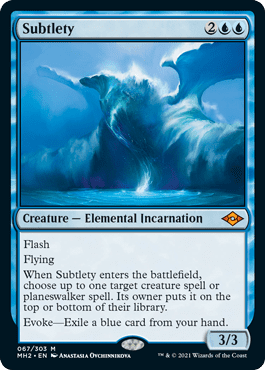 Subtlety 2
Creature — Elemental Incarnation
Flash
Flying
When Subtlety enters the battlefield,
choose up to one target creature spell or
planeswalker spell. Its owner puts it on the
top or bottom of their library.
Evoke—Exile a blue card from your hand.
3/3
067/303 M
MH2 • EN Anastasia Ovchinnikova
™ & © 2021 Wizards of the Coast